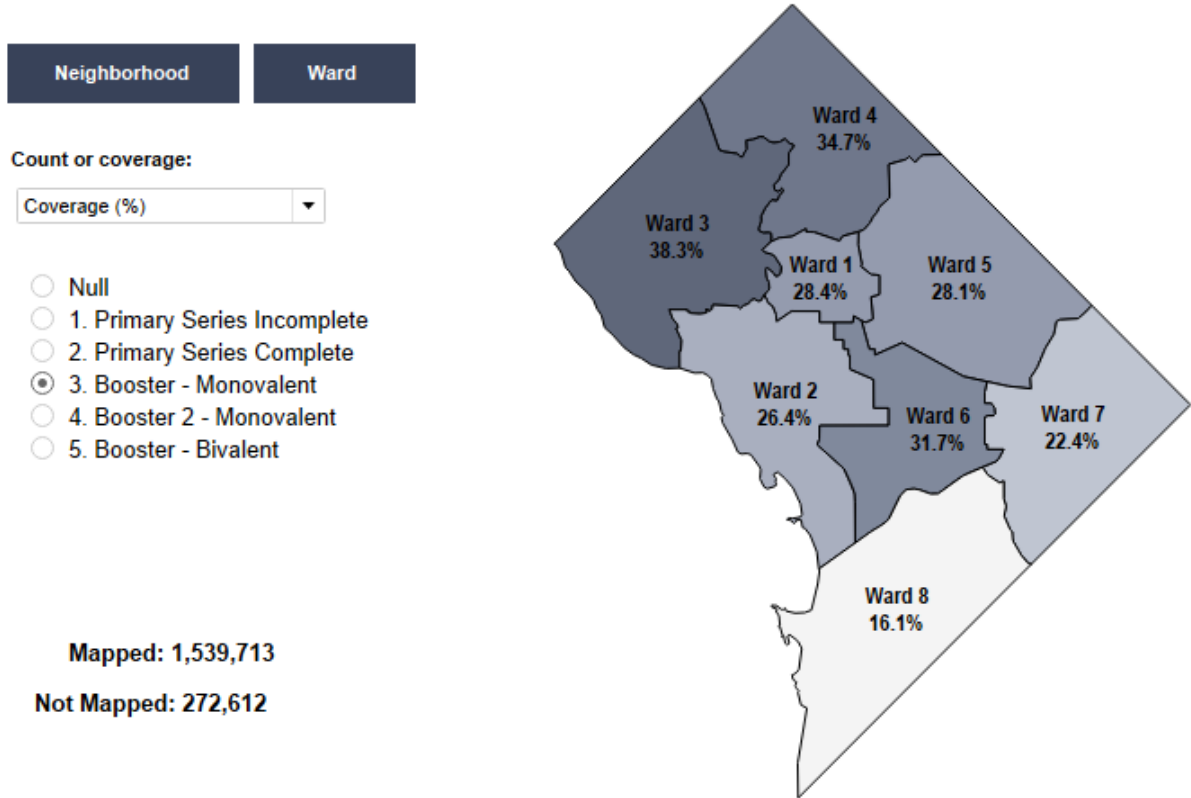 Neighborhood
Ward
Count or coverage:
Coverage (%)
Null
1. Primary Series Incomplete
2. Primary Series Complete
3. Booster - Monovalent
4. Booster 2 - Monovalent
5. Booster - Bivalent
Mapped: 1,539,713
Not Mapped: 272,612
Ward 4
34.7%
Ward 3
38.3%
Ward 1
28.4%
Ward 5
28.1%
Ward 2
26.4%
Ward 6
31.7%
Ward 7
22.4%
Ward 8
16.1%